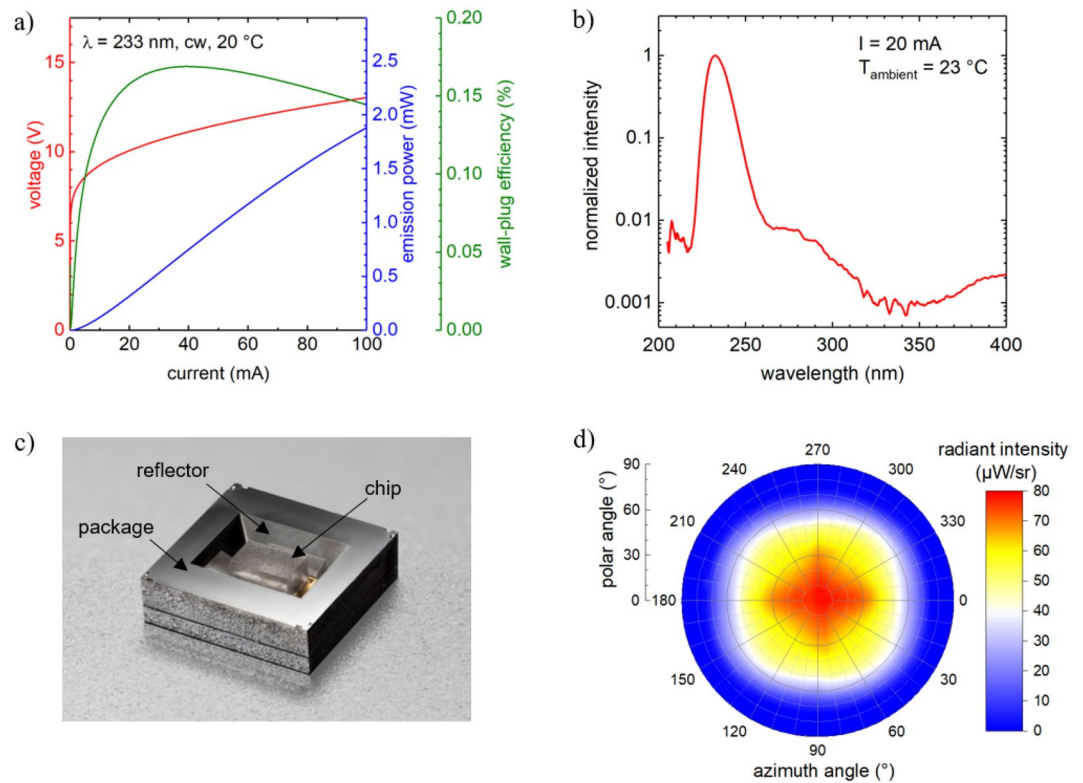 a)
λ = 233 nm, cw, 20 °C
15
10
5
0
voltage (V)
0 20 40 60 80 100
current (mA)
2.5
2.0
1.5
1.0
0.5
0.0
emission power (mW)
0.20
0.15
0.10
0.05
0.00
wall-plug efficiency (%)
b)
I = 20 mA
Tambient = 23 °C
1
0.1
0.01
0.001
normalized intensity
200 250 300 350 400
wavelength (nm)
c)
reflector
chip
package
d)
90
60
30
0
polar angle (°)
270
300
330
0
30
60
90
120
150
180
210
240
azimuth angle (°)
radiant intensity
(µW/sr)
80
70
60
50
40
30
20
10
0